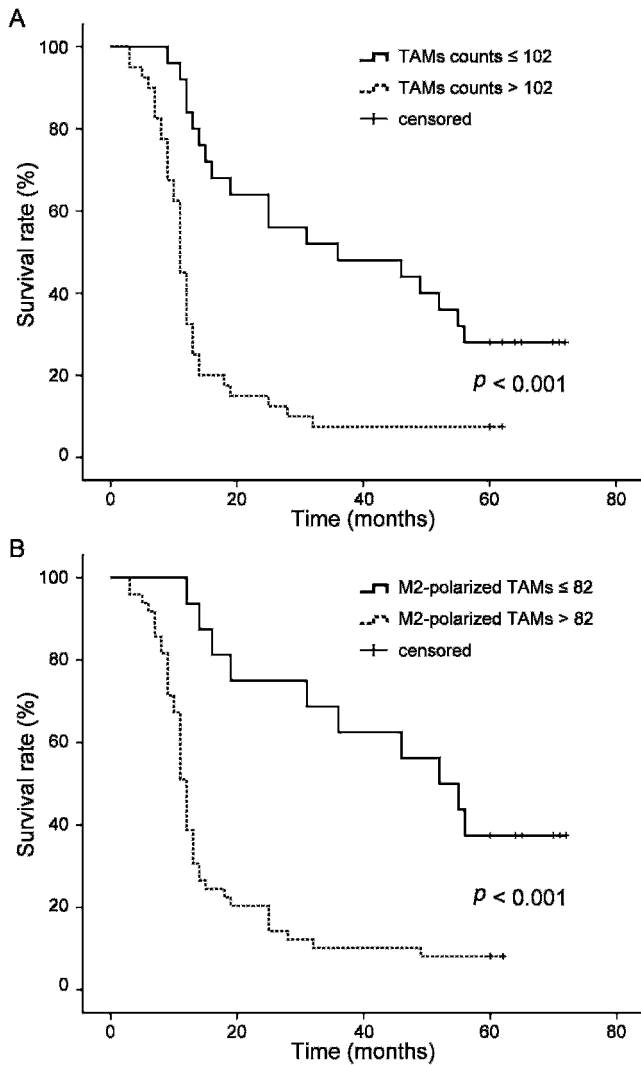 A
100
80
60
40
20
0
Survival rate (%)
TAMs counts ≤ 102
TAMs counts > 102
censored
p < 0.001
0 20 40 60 80
Time (months)
B
100
80
60
40
20
0
Survival rate (%)
M2-polarized TAMs ≤ 82
M2-polarized TAMs > 82
censored
p < 0.001
0 20 40 60 80
Time (months)